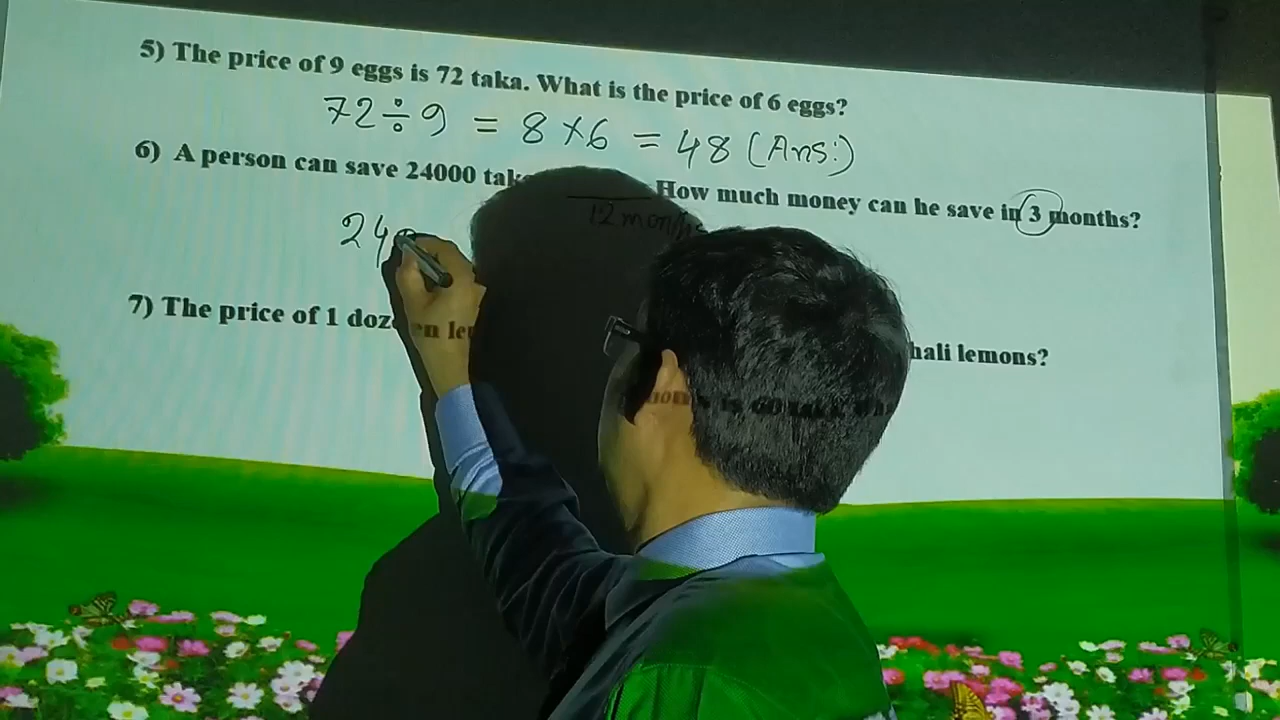 5) The price of 9 eggs is 72 taka. What is the price of 6 eggs?
72÷9 = 8×6 = 48 (Ans:)
6) A person can save 24000 How much money can he save in 3 months?
12 months
24
7) The price of 1 dozen hali lemons?